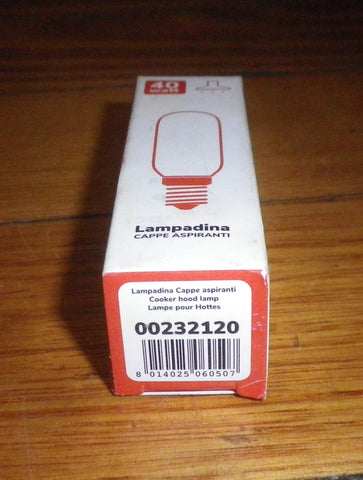 40
watt
Lampadina
CAPPE ASPIRANTI
Lampadina Cappe aspiranti
Cooker hood lamp
Lampe pour Hottes
00232120
8 014025 060507